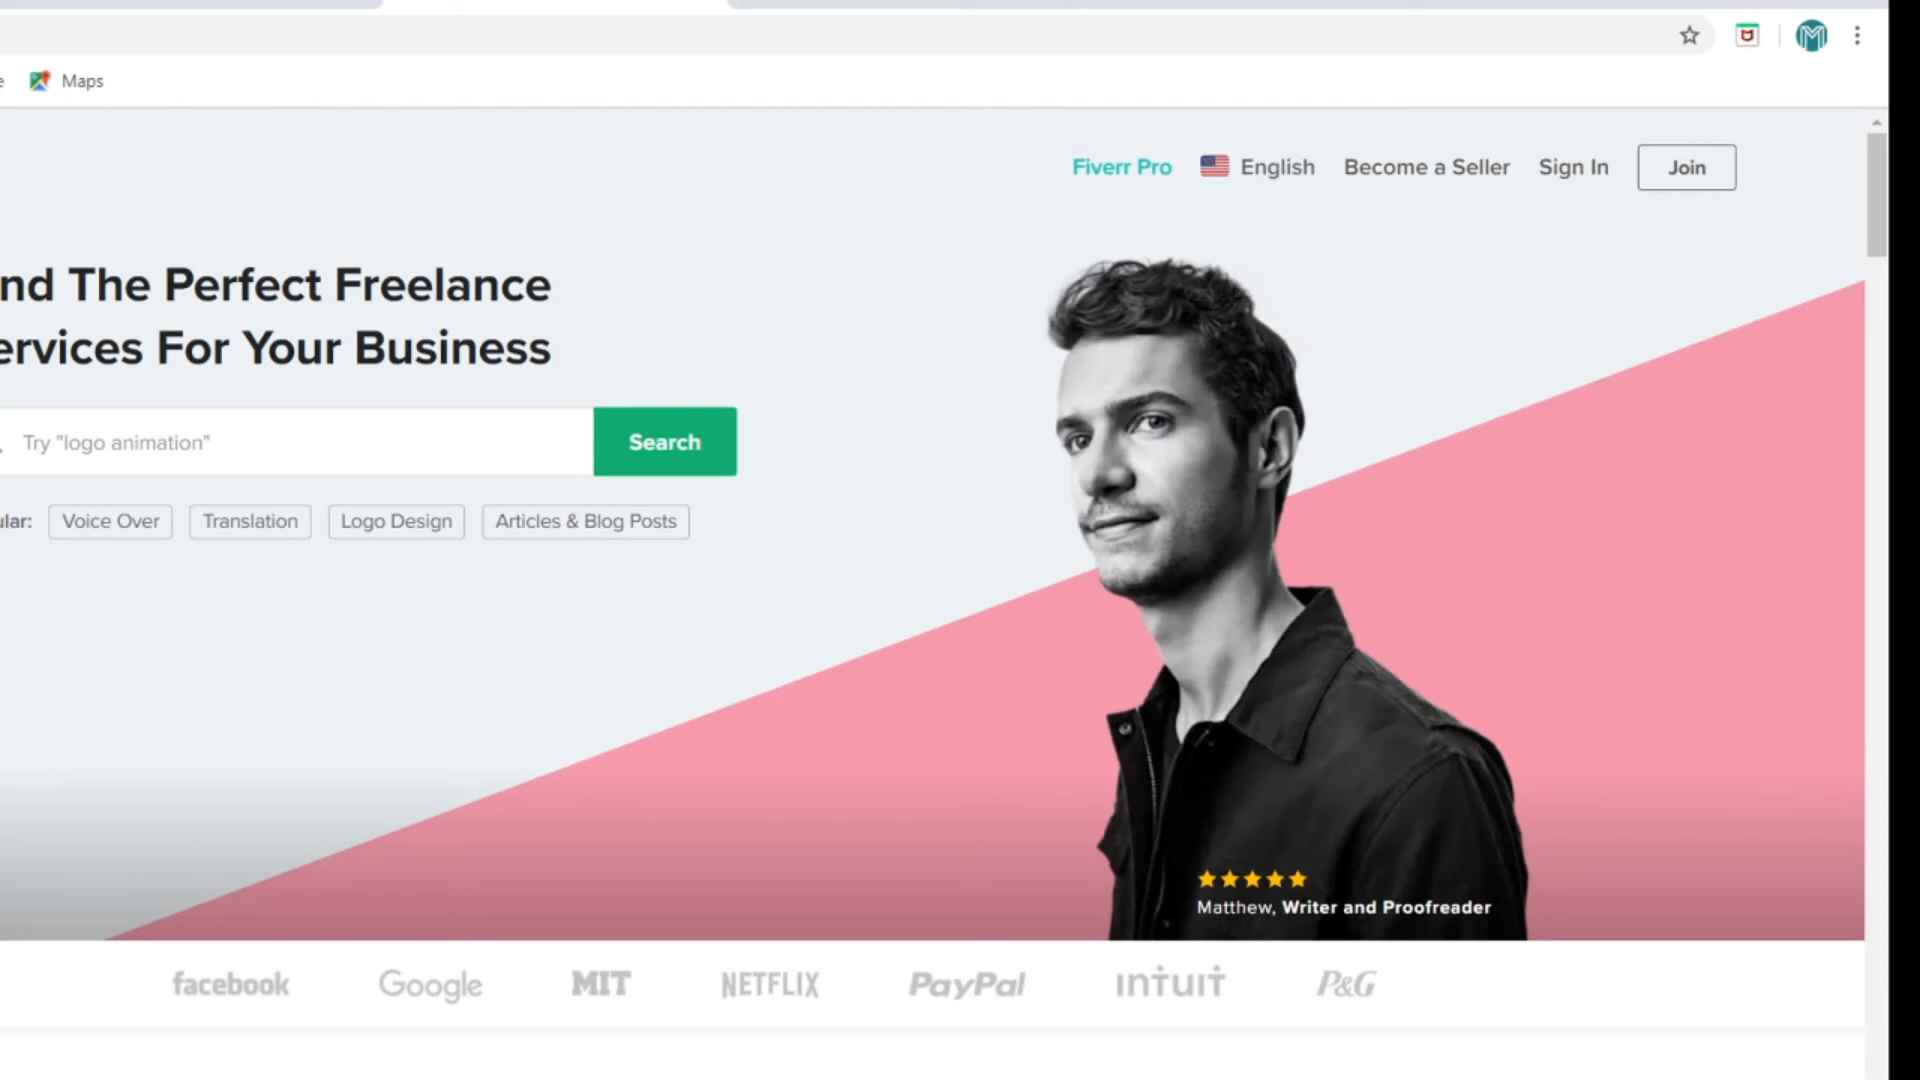 Maps
Fiverr Pro English Become a Seller Sign In Join
nd The Perfect Freelance
ervices For Your Business
Try "logo animation" Search
ular: Voice Over Translation Logo Design Articles & Blog Posts
Matthew, Writer and Proofreader
facebook Google MIT NETFLIX PayPal intuit P&G